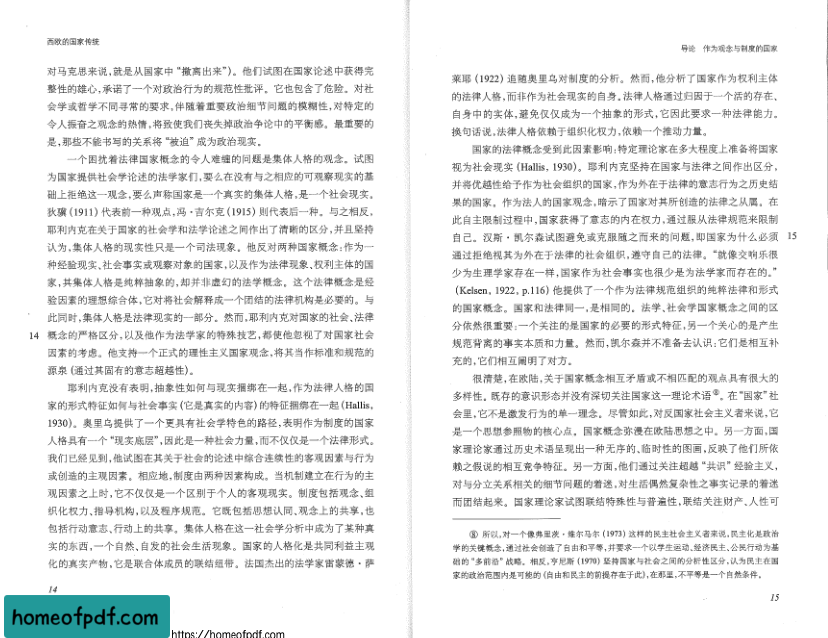 西欧的国家传统
对马克思来说，就是从国家中“撤离出来”）。他们试图在国家论述中获得完
整性的雄心，承诺了一个对政治行为的规范性批评。它也包含了危险。对社
会学或哲学不同寻常的要求，伴随着重要政治细节问题的模糊性，对特定的
令人振奋之观念的热情，将致使我们丧失掉政治争论中的平衡感。最重要的
是，那些不能书写的关系将“被迫”成为政治现实。
一个困扰着法律国家概念的令人难缠的问题是集体人格的观念。试图
为国家提供社会学论述的法学家们，要么在没有与之相应的可观察现实的基
础上拒绝这一观念，要么声称国家是一个真实的集体人格，是一个社会现实。
狄骥（1911）代表前一种观点，冯·吉尔克（1915）则代表后一种。与之相反，
耶利内克在关于国家的社会学和法学论述之间作出了清晰的区分，并且坚持
认为，集体人格的现实性只是一个司法现象。他反对两种国家概念：作为一
种经验现实、社会事实或观察对象的国家，以及作为法律现象、权利主体的国
家，其集体人格是纯粹抽象的，却并非虚幻的法学概念。这个法律概念是经
验因素的理想综合体，它对将社会解释成一个团结的法律机构是必要的。与
此同时，集体人格是法律现实的一部分。然而，耶利内克对国家的社会、法律
14 概念的严格区分，以及他作为法学家的特殊技艺，都使他忽视了对国家社会
因素的考虑。他支持一个正式的理性主义国家观念，将其当作标准和规范的
源泉（通过其固有的意志超越性）。
耶利内克没有表明，抽象性如何与现实捆绑在一起，作为法律人格的国
家的形式特征如何与社会事实（它是真实的内容）的特征捆绑在一起（Hallis，
1930）。奥里乌提供了一个更具有社会学特色的路径，表明作为制度的国家
人格具有一个“现实底层”，因此是一种社会力量，而不仅仅是一个法律形式。
我们已经见到，他试图在其关于社会的论述中综合连续性的客观因素与行为
或创造的主观因素。相应地，制度由两种因素构成。当机制建立在行为的主
观因素之上时，它不仅仅是一个区别于个人的客观现实。制度包括观念、组
织化权力、指导机构，以及程序规范。它既包括思想认同、观念上的共享，也
包括行动意志、行动上的共享。集体人格在这一社会学分析中成为了某种真
实的东西，一个自然、自发的社会生活现象。国家的人格化是共同利益主观
化的真实产物，它是联合体成员的联结纽带。法国杰出的法学家雷蒙德·萨
14
导论 作为观念与制度的国家
莱耶（1922）追随奥里乌对制度的分析。然而，他分析了国家作为权利主体
的法律人格，而非作为社会现实的自身。法律人格通过归因于一个活的存在、
自身中的实体，避免仅仅成为一个抽象的形式，它因此要求一种法律能力。
换句话说，法律人格依赖于组织化权力，依赖一个推动力量。
国家的法律概念受到此因素影响：特定理论家在多大程度上准备将国家
视为社会现实（Hallis，1930）。耶利内克坚持在国家与法律之间作出区分，
并将优越性给予作为社会组织的国家，作为外在于法律的意志行为之历史结
果的国家。作为法人的国家观念，暗示了国家对其所创造的法律之从属。在
此自主限制过程中，国家获得了意志的内在权力，通过服从法律规范来限制
自己。汉斯·凯尔森试图避免或克服随之而来的问题，即国家为什么必须 15
通过拒绝视其为外在于法律的社会组织，遵守自己的法律。“就像交响乐很
少为生理学家存在一样，国家作为社会事实也很少是为法学家而存在的。”
（Kelsen，1922，p.116）他提供了一个作为法律规范组织的纯粹法律和形式
的国家概念。国家和法律同一，是相同的。法学、社会学国家概念之间的区
分依然很重要：一个关注的是国家的必要的形式特征，另一个关心的是产生
规范背离的事实本质和力量。然而，凯尔森并不准备去认识：它们是相互补
充的，它们相互阐明了对方。
很清楚，在欧陆，关于国家概念相互矛盾或不相匹配的观点具有很大的
多样性。既存的意识形态并没有深切关注国家这一理论术语⑧。在“国家”社
会里，它不是激发行为的单一理念。尽管如此，对反国家社会主义者来说，它
是一个思想参照物的核心点。国家概念弥漫在欧陆思想之中。另一方面，国
家理论家通过历史术语呈现出一种无序的、临时性的图画，反映了他们所依
赖之假说的相互竞争特征。另一方面，他们通过关注超越“共识”经验主义，
对与分立关系相关的细节问题的着迷，对生活偶然复杂性之事实记录的着迷
而团结起来。国家理论家试图联结特殊性与普遍性，联结关注财产、人性可
⑧ 所以，对一个像弗里茨·维尔马尔（1973）这样的民主社会主义者来说，民主化是政治
学的关键概念，通过社会创造了自由和平等，并要求一个以学生运动、经济民主、公民行动为基
础的“多前沿”战略。相反，亨尼斯（1970）坚持国家与社会之间的分析性区分，认为民主在国
家的政治范围内是可能的（自由和民主的前提存在于此），在那里，不平等是一个自然条件。
15
homeofpdf.com
https://homeofpdf.com